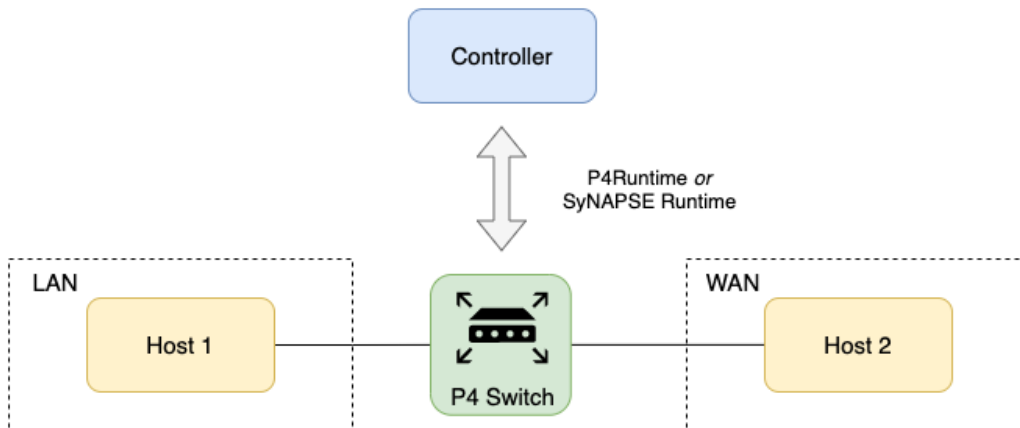 Controller
P4Runtime or
SyNAPSE Runtime
LAN
WAN
Host 1
P4 Switch
Host 2